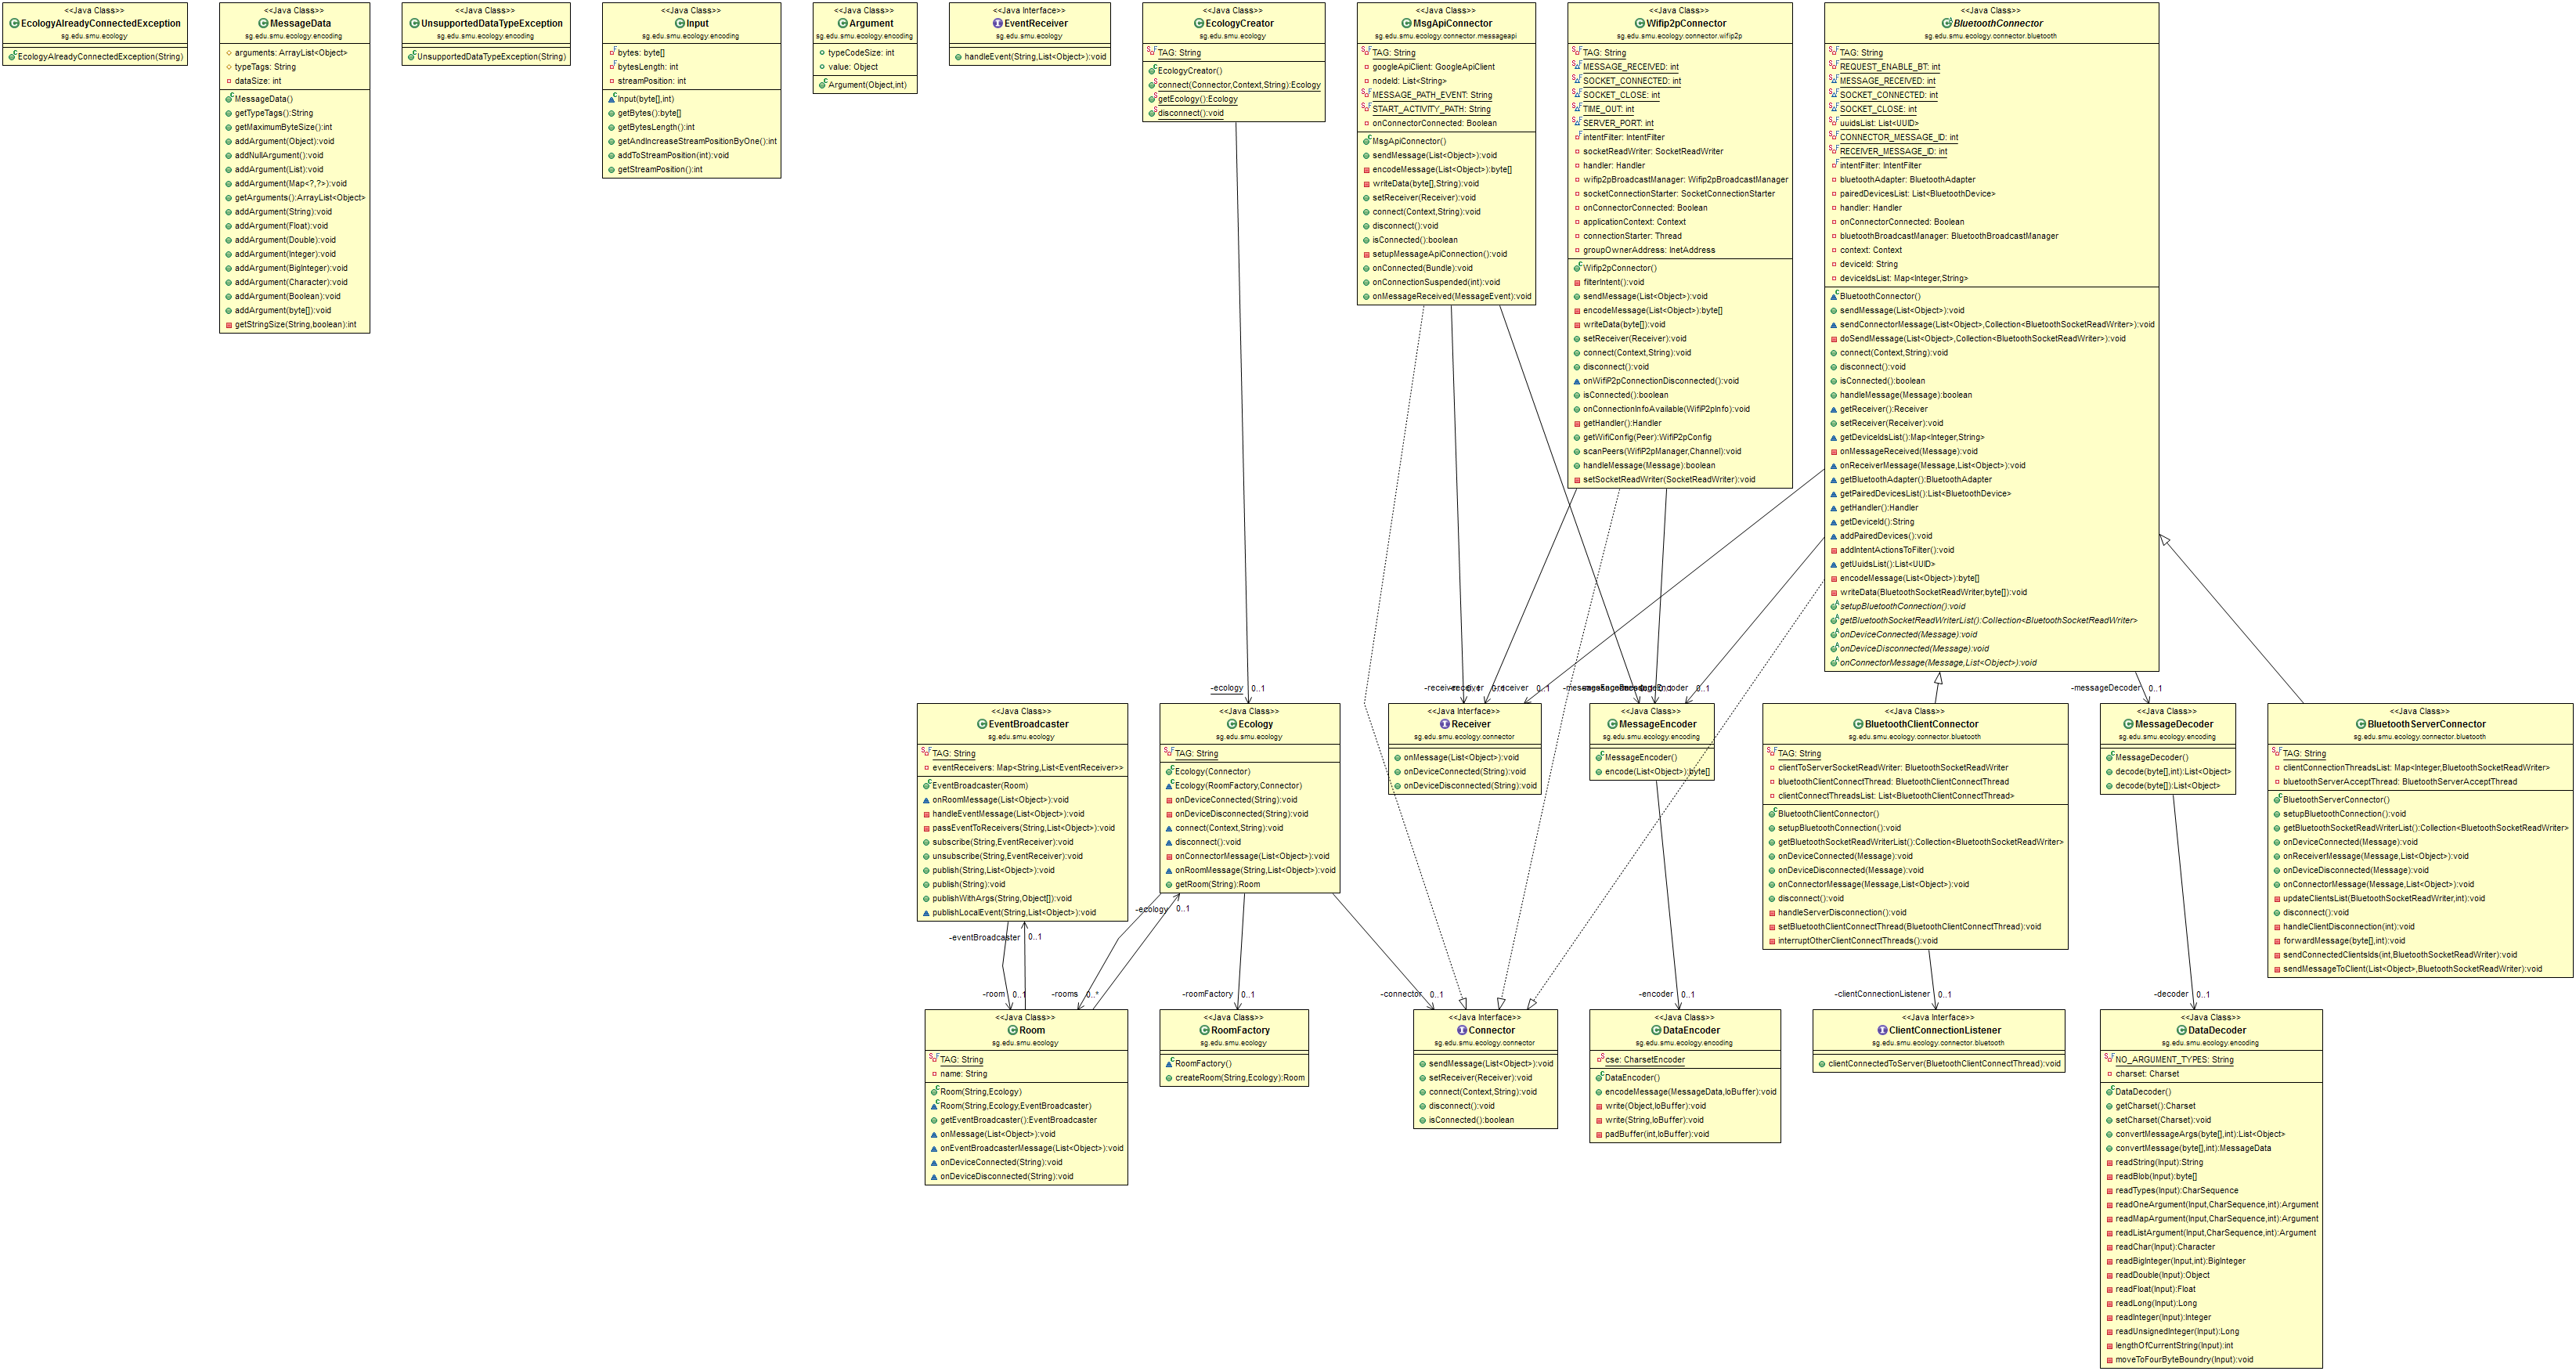 <<Java Class>>
EcologyAlreadyConnectedException
sg.edu.smu.ecology
EcologyAlreadyConnectedException(String)
<<Java Class>>
MessageData
sg.edu.smu.ecology.encoding
arguments: ArrayList<Object>
typeTags: String
dataSize: int
MessageData()
getTypeTags():String
getMaximumByteSize():int
addArgument(Object):void
addNullArgument():void
addArgument(List):void
addArgument(Map<?,?>):void
getArguments():ArrayList<Object>
addArgument(String):void
addArgument(Float):void
addArgument(Double):void
addArgument(Integer):void
addArgument(BigInteger):void
addArgument(Character):void
addArgument(Boolean):void
addArgument(byte[]):void
getStringSize(String,boolean):int
<<Java Class>>
UnsupportedDataTypeException
sg.edu.smu.ecology.encoding
UnsupportedDataTypeException(String)
<<Java Class>>
Input
sg.edu.smu.ecology.encoding
bytes: byte[]
bytesLength: int
streamPosition: int
Input(byte[],int)
getBytes():byte[]
getBytesLength():int
getAndIncreaseStreamPositionByOne():int
addToStreamPosition(int):void
getStreamPosition():int
<<Java Class>>
Argument
sg.edu.smu.ecology.encoding
typeCodeSize: int
value: Object
Argument(Object,int)
<<Java Interface>>
EventReceiver
sg.edu.smu.ecology
handleEvent(String,List<Object>):void
<<Java Class>>
EcologyCreator
sg.edu.smu.ecology
TAG: String
EcologyCreator()
connect(Connector,Context,String):Ecology
getEcology():Ecology
disconnect():void
<<Java Class>>
MsgApiConnector
sg.edu.smu.ecology.connector.messageapi
TAG: String
googleApiClient: GoogleApiClient
nodeId: List<String>
MESSAGE_PATH_EVENT: String
START_ACTIVITY_PATH: String
onConnectorConnected: Boolean
MsgApiConnector()
sendMessage(List<Object>):void
encodeMessage(List<Object>):byte[]
writeData(byte[],String):void
setReceiver(Receiver):void
connect(Context,String):void
disconnect():void
isConnected():boolean
setupMessageApiConnection():void
onConnected(Bundle):void
onConnectionSuspended(int):void
onMessageReceived(MessageEvent):void
<<Java Class>>
Wifip2pConnector
sg.edu.smu.ecology.connector.wifip2p
TAG: String
MESSAGE_RECEIVED: int
SOCKET_CONNECTED: int
SOCKET_CLOSE: int
TIME_OUT: int
SERVER_PORT: int
intentFilter: IntentFilter
socketReadWriter: SocketReadWriter
handler: Handler
wifip2pBroadcastManager: Wifip2pBroadcastManager
socketConnectionStarter: SocketConnectionStarter
onConnectorConnected: Boolean
applicationContext: Context
connectionStarter: Thread
groupOwnerAddress: InetAddress
Wifip2pConnector()
filterIntent():void
sendMessage(List<Object>):void
encodeMessage(List<Object>):byte[]
writeData(byte[]):void
setReceiver(Receiver):void
connect(Context,String):void
disconnect():void
onWifiP2pConnectionDisconnected():void
isConnected():boolean
onConnectionInfoAvailable(WifiP2pInfo):void
getHandler():Handler
getWifiConfig(Peer):WifiP2pConfig
scanPeers(WifiP2pManager,Channel):void
handleMessage(Message):boolean
setSocketReadWriter(SocketReadWriter):void
<<Java Class>>
BluetoothConnector
sg.edu.smu.ecology.connector.bluetooth
TAG: String
REQUEST_ENABLE_BT: int
MESSAGE_RECEIVED: int
SOCKET_CONNECTED: int
SOCKET_CLOSE: int
uuidsList: List<UUID>
CONNECTOR_MESSAGE_ID: int
RECEIVER_MESSAGE_ID: int
intentFilter: IntentFilter
bluetoothAdapter: BluetoothAdapter
pairedDevicesList: List<BluetoothDevice>
handler: Handler
onConnectorConnected: Boolean
bluetoothBroadcastManager: BluetoothBroadcastManager
context: Context
deviceId: String
deviceIdsList: Map<Integer,String>
BluetoothConnector()
sendMessage(List<Object>):void
sendConnectorMessage(List<Object>,Collection<BluetoothSocketReadWriter>):void
doSendMessage(List<Object>,Collection<BluetoothSocketReadWriter>):void
connect(Context,String):void
disconnect():void
isConnected():boolean
handleMessage(Message):boolean
getReceiver():Receiver
setReceiver(Receiver):void
getDeviceIdsList():Map<Integer,String>
onMessageReceived(Message):void
onReceiverMessage(Message,List<Object>):void
getBluetoothAdapter():BluetoothAdapter
getPairedDevicesList():List<BluetoothDevice>
getHandler():Handler
getDeviceId():String
addPairedDevices():void
addIntentActionsToFilter():void
getUuidsList():List<UUID>
encodeMessage(List<Object>):byte[]
writeData(BluetoothSocketReadWriter,byte[]):void
setupBluetoothConnection():void
getBluetoothSocketReadWriterList():Collection<BluetoothSocketReadWriter>
onDeviceConnected(Message):void
onDeviceDisconnected(Message):void
onConnectorMessage(Message,List<Object>):void
-ecology 0..1
-receiver 0..1
-messageDecoder 0..1
<<Java Class>>
EventBroadcaster
sg.edu.smu.ecology
TAG: String
eventReceivers: Map<String,List<EventReceiver>>
EventBroadcaster(Room)
onRoomMessage(List<Object>):void
handleEventMessage(List<Object>):void
passEventToReceivers(String,List<Object>):void
subscribe(String,EventReceiver):void
unsubscribe(String,EventReceiver):void
publish(String,List<Object>):void
publish(String):void
publishWithArgs(String,Object[]):void
publishLocalEvent(String,List<Object>):void
<<Java Class>>
Ecology
sg.edu.smu.ecology
TAG: String
Ecology(Connector)
Ecology(RoomFactory,Connector)
onDeviceConnected(String):void
onDeviceDisconnected(String):void
connect(Context,String):void
disconnect():void
onConnectorMessage(List<Object>):void
onRoomMessage(String,List<Object>):void
getRoom(String):Room
<<Java Interface>>
Receiver
sg.edu.smu.ecology.connector
onMessage(List<Object>):void
onDeviceConnected(String):void
onDeviceDisconnected(String):void
<<Java Class>>
MessageEncoder
sg.edu.smu.ecology.encoding
MessageEncoder()
encode(List<Object>):byte[]
<<Java Class>>
BluetoothClientConnector
sg.edu.smu.ecology.connector.bluetooth
TAG: String
clientToServerSocketReadWriter: BluetoothSocketReadWriter
bluetoothClientConnectThread: BluetoothClientConnectThread
clientConnectThreadsList: List<BluetoothClientConnectThread>
BluetoothClientConnector()
setupBluetoothConnection():void
getBluetoothSocketReadWriterList():Collection<BluetoothSocketReadWriter>
onDeviceConnected(Message):void
onDeviceDisconnected(Message):void
onConnectorMessage(Message,List<Object>):void
disconnect():void
handleServerDisconnection():void
setBluetoothClientConnectThread(BluetoothClientConnectThread):void
interruptOtherClientConnectThreads():void
<<Java Class>>
MessageDecoder
sg.edu.smu.ecology.encoding
MessageDecoder()
decode(byte[],int):List<Object>
decode(byte[]):List<Object>
<<Java Class>>
BluetoothServerConnector
sg.edu.smu.ecology.connector.bluetooth
TAG: String
clientConnectionThreadsList: Map<Integer,BluetoothSocketReadWriter>
bluetoothServerAcceptThread: BluetoothServerAcceptThread
BluetoothServerConnector()
setupBluetoothConnection():void
getBluetoothSocketReadWriterList():Collection<BluetoothSocketReadWriter>
onDeviceConnected(Message):void
onReceiverMessage(Message,List<Object>):void
onDeviceDisconnected(Message):void
onConnectorMessage(Message,List<Object>):void
updateClientsList(BluetoothSocketReadWriter,int):void
disconnect():void
handleClientDisconnection(int):void
forwardMessage(byte[],int):void
sendConnectedClientsIds(int,BluetoothSocketReadWriter):void
sendMessageToClient(List<Object>,BluetoothSocketReadWriter):void
-ecology 0..1
-eventBroadcaster 0..1
-room 0..1
-rooms 0..*
-roomFactory 0..1
-connector 0..1
-encoder 0..1
-clientConnectionListener 0..1
-decoder 0..1
<<Java Class>>
Room
sg.edu.smu.ecology
TAG: String
name: String
Room(String,Ecology)
Room(String,Ecology,EventBroadcaster)
getEventBroadcaster():EventBroadcaster
onMessage(List<Object>):void
onEventBroadcasterMessage(List<Object>):void
onDeviceConnected(String):void
onDeviceDisconnected(String):void
<<Java Class>>
RoomFactory
sg.edu.smu.ecology
RoomFactory()
createRoom(String,Ecology):Room
<<Java Interface>>
Connector
sg.edu.smu.ecology.connector
sendMessage(List<Object>):void
setReceiver(Receiver):void
connect(Context,String):void
disconnect():void
isConnected():boolean
<<Java Class>>
DataEncoder
sg.edu.smu.ecology.encoding
cse: CharsetEncoder
DataEncoder()
encodeMessage(MessageData,IoBuffer):void
write(Object,IoBuffer):void
write(String,IoBuffer):void
padBuffer(int,IoBuffer):void
<<Java Interface>>
ClientConnectionListener
sg.edu.smu.ecology.connector.bluetooth
clientConnectedToServer(BluetoothClientConnectThread):void
<<Java Class>>
DataDecoder
sg.edu.smu.ecology.encoding
NO_ARGUMENT_TYPES: String
charset: Charset
DataDecoder()
getCharset():Charset
setCharset(Charset):void
convertMessageArgs(byte[],int):List<Object>
convertMessage(byte[],int):MessageData
readString(Input):String
readBlob(Input):byte[]
readTypes(Input):CharSequence
readOneArgument(Input,CharSequence,int):Argument
readMapArgument(Input,CharSequence,int):Argument
readListArgument(Input,CharSequence,int):Argument
readChar(Input):Character
readBigInteger(Input,int):BigInteger
readDouble(Input):Object
readFloat(Input):Float
readLong(Input):Long
readInteger(Input):Integer
readUnsignedInteger(Input):Long
lengthOfCurrentString(Input):int
moveToFourByteBoundry(Input):void